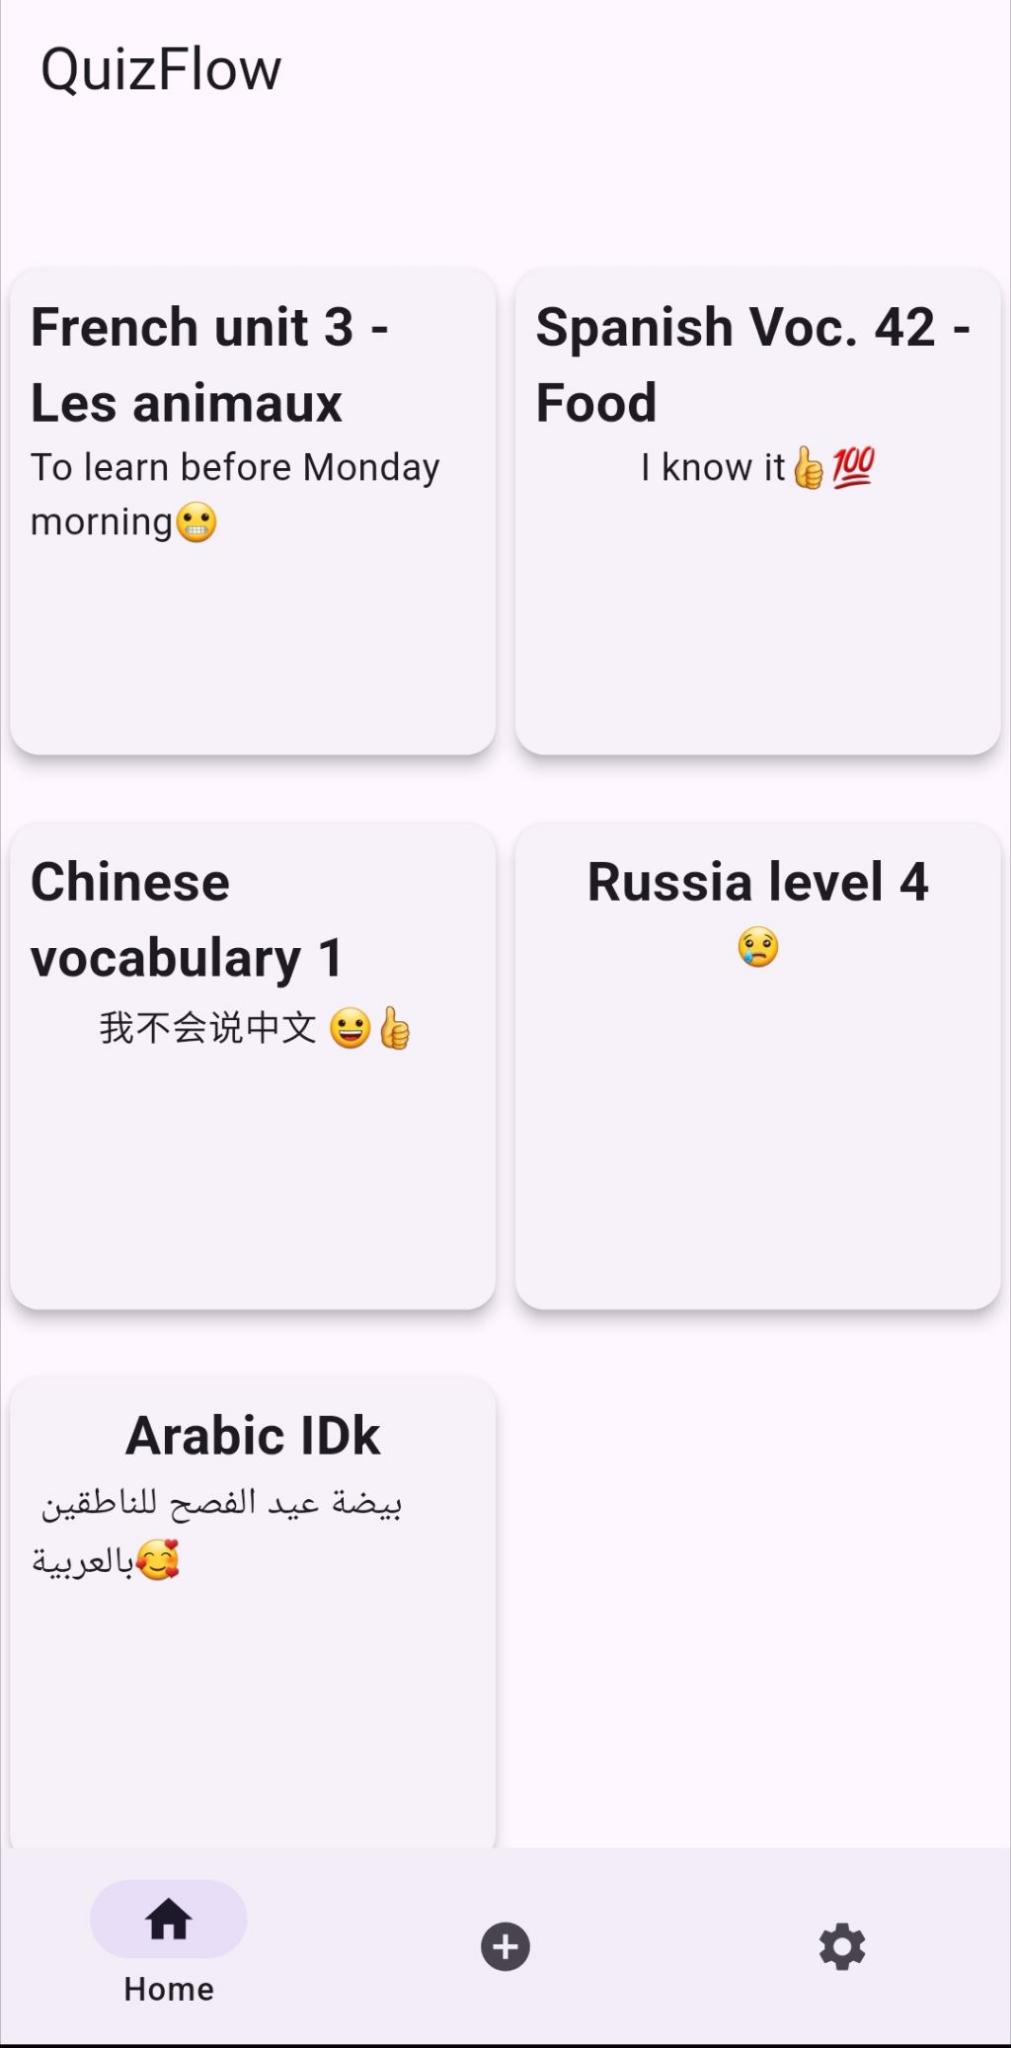 QuizFlow
French unit 3 -
Les animaux
To learn before Monday
morning😬
Spanish Voc. 42 -
Food
I know it👍💯
Chinese
vocabulary 1
我不会说中文 😀👍
Russia level 4
😢
Arabic IDk
بيضة عيد الفصح للناطقين
بالعربية🥰
Home